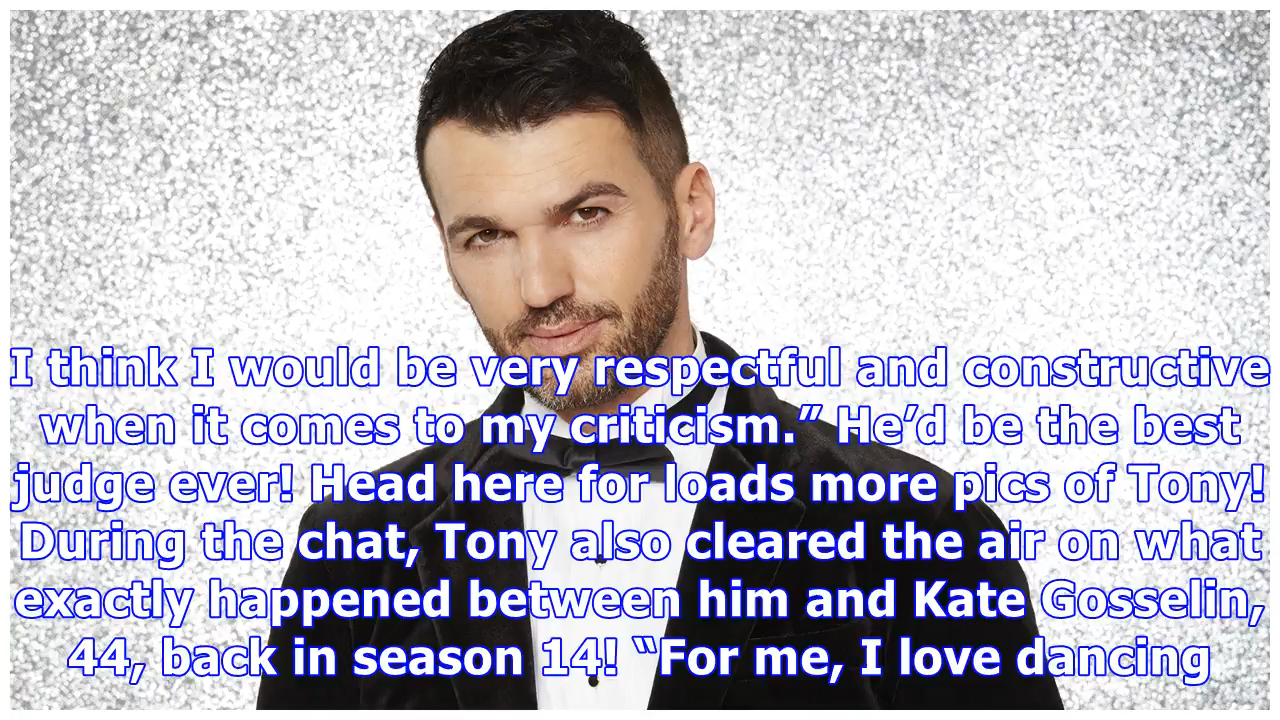 I think I would be very respectful and constructive
when it comes to my criticism.” He’d be the best
judge ever! Head here for loads more pics of Tony!
During the chat, Tony also cleared the air on what
exactly happened between him and Kate Gosselin,
44, back in season 14! “For me, I love dancing